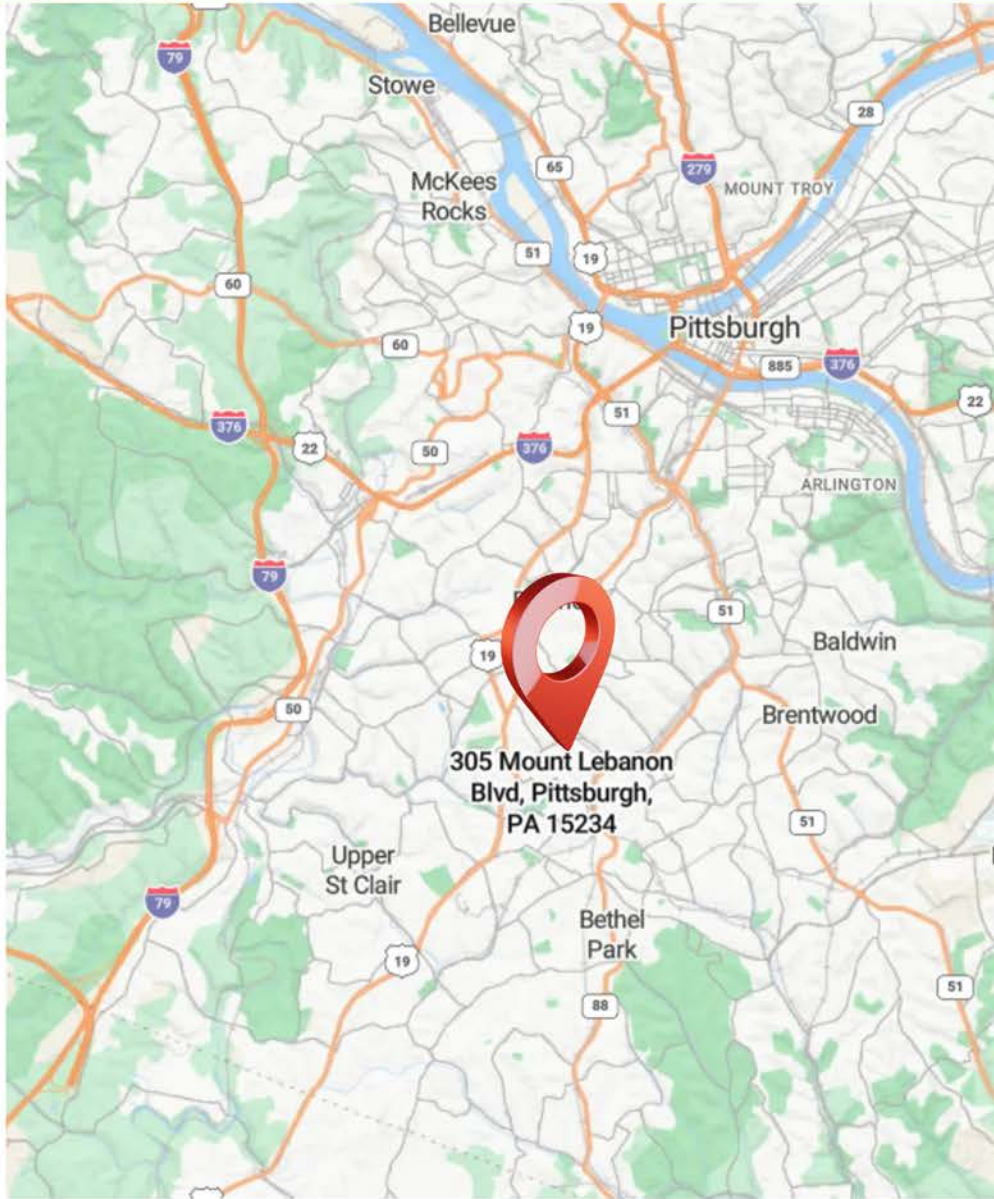 79
Bellevue
Stowe
28
65
279
McKees
Rocks
MOUNT TROY
51
19
60
19
Pittsburgh
60
885
376
22
51
376
22
50
376
ARLINGTON
79
51
Baldwin
19
50
Brentwood
305 Mount Lebanon
Blvd, Pittsburgh,
PA 15234
51
Upper
St Clair
79
Bethel
Park
19
51
88